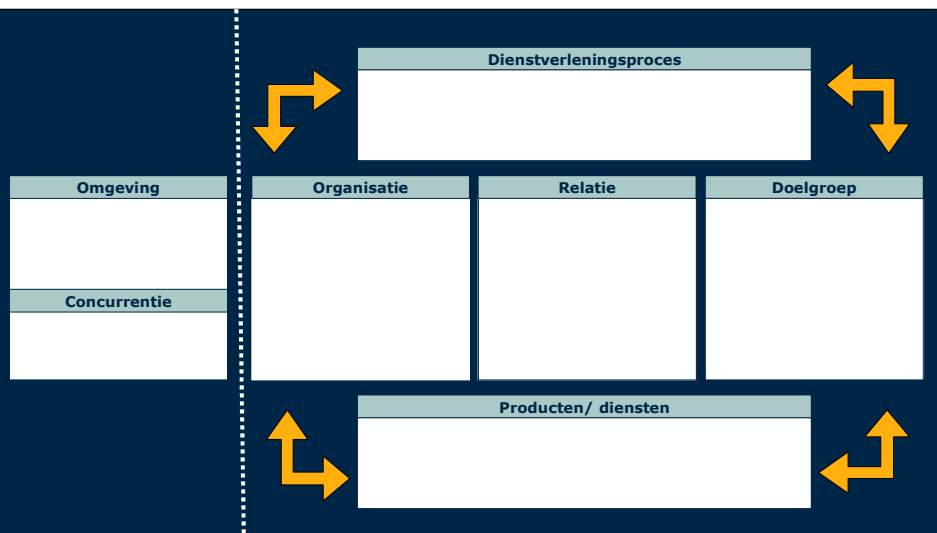 Dienstverleningsproces
Omgeving
Organisatie
Relatie
Doelgroep
Concurrentie
Producten/ diensten